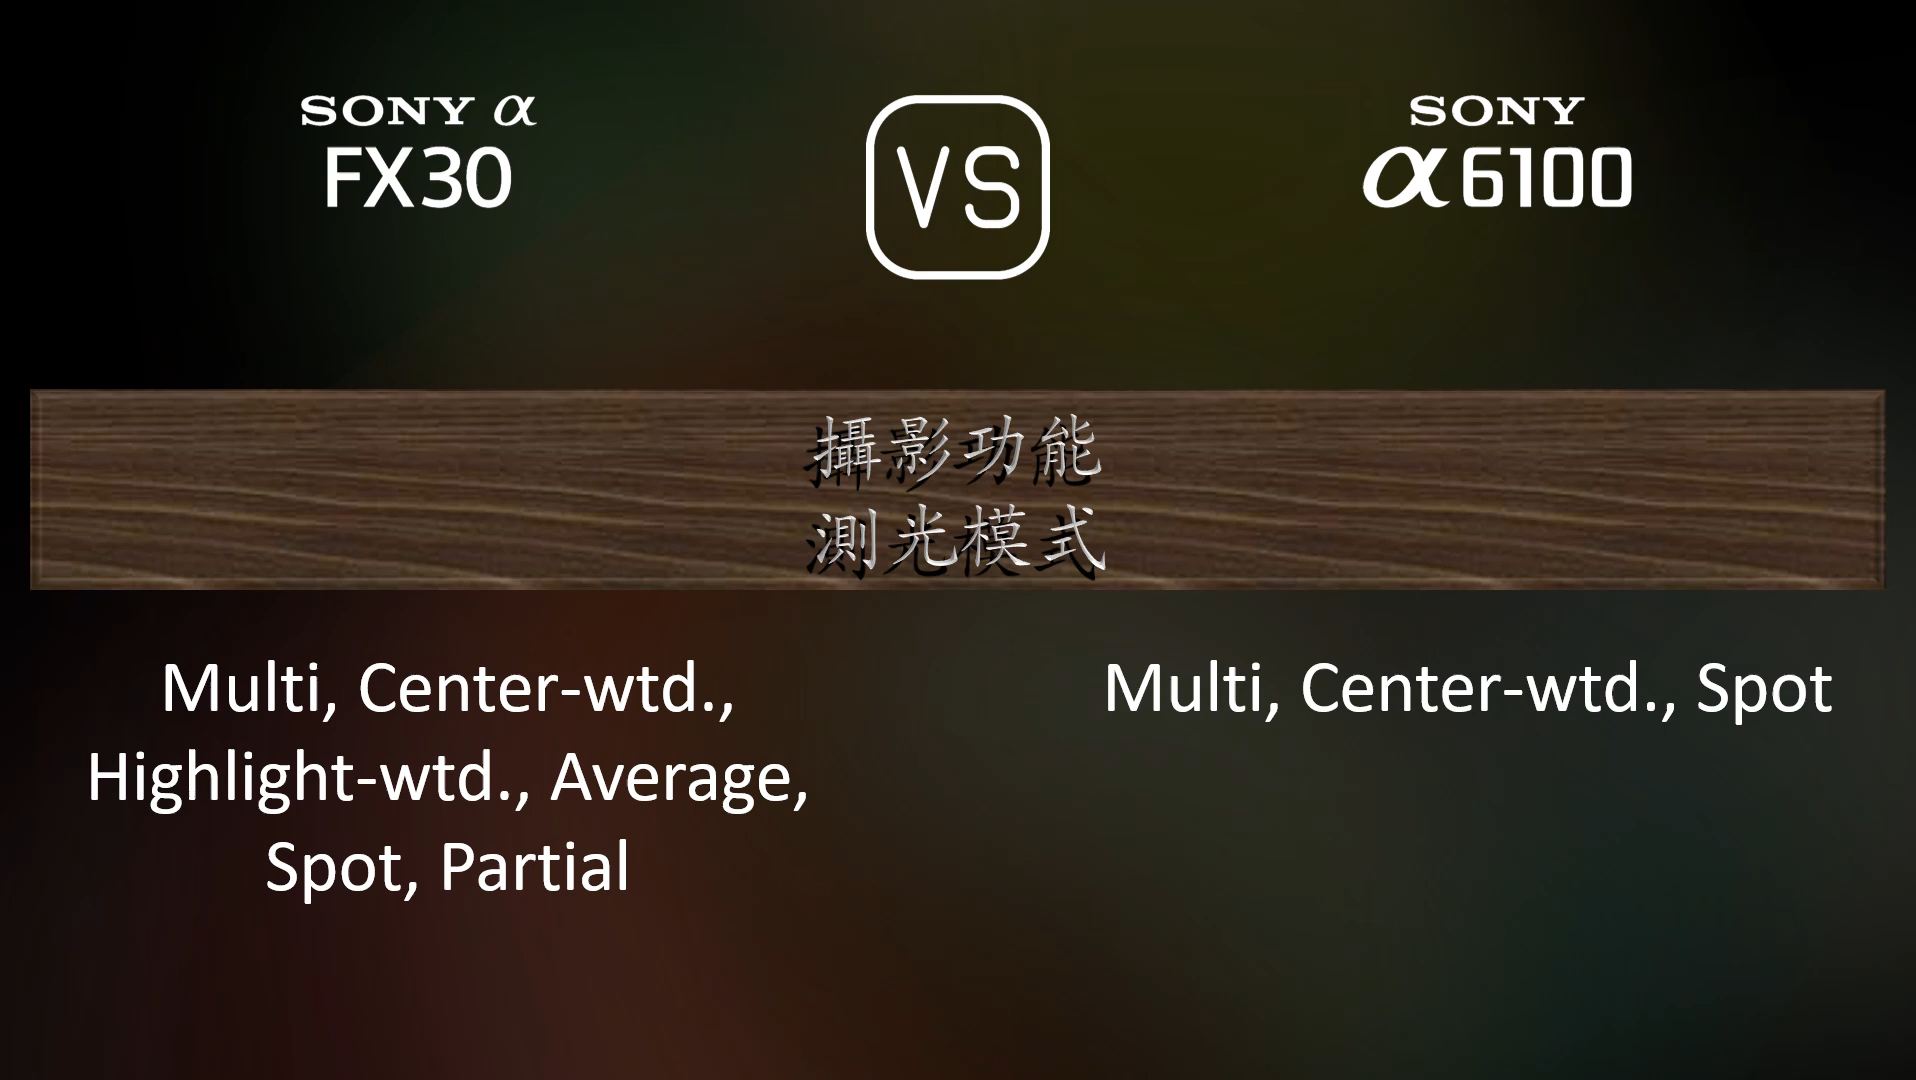 SONY α
FX30
VS
SONY
α6100
攝影功能
測光模式
Multi, Center-wtd.,
Highlight-wtd., Average,
Spot, Partial
Multi, Center-wtd., Spot